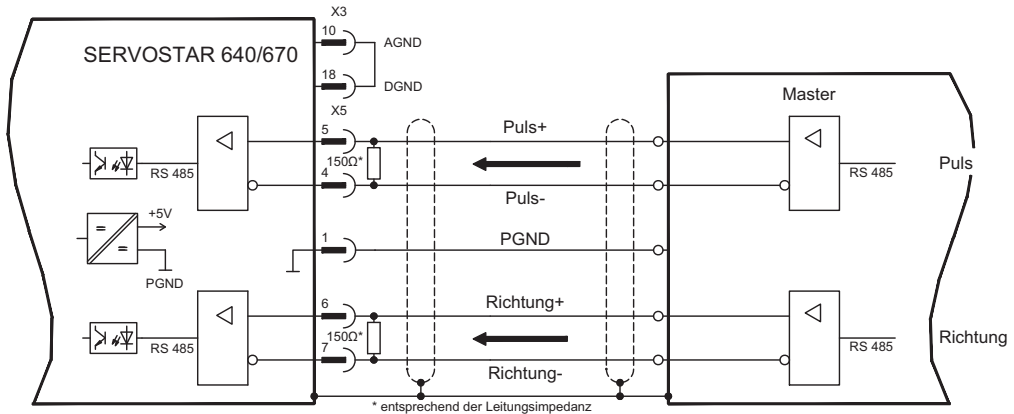 X3
10
AGND
SERVOSTAR 640/670
18
DGND
Master
X5
5
Puls+
150Ω*
RS 485
4
Puls-
RS 485
Puls
+5V
=
=
1
PGND
PGND
6
Richtung+
150Ω*
RS 485
7
Richtung-
RS 485
Richtung
* entsprechend der Leitungsimpedanz